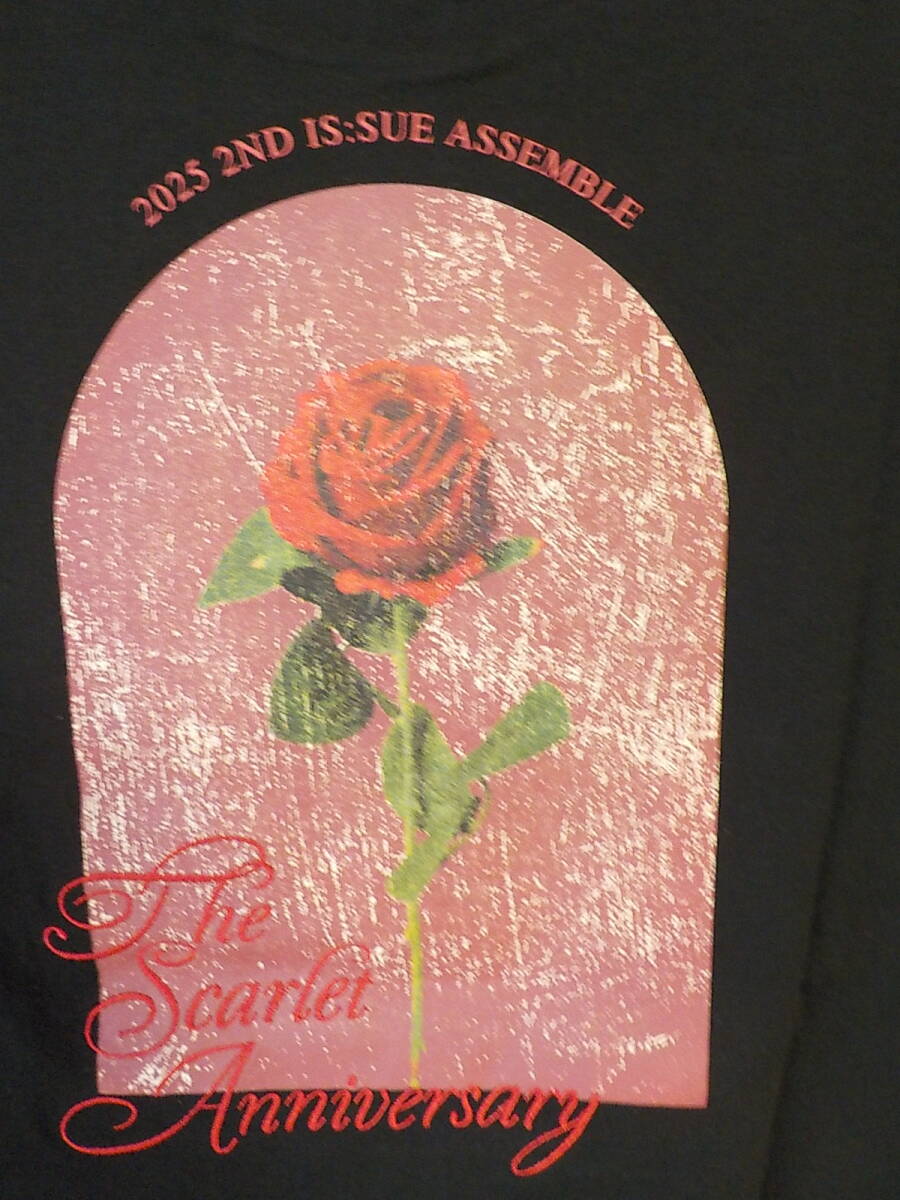 2025 2ND IS:SUE ASSEMBLE
The
Scarlet
Anniversary